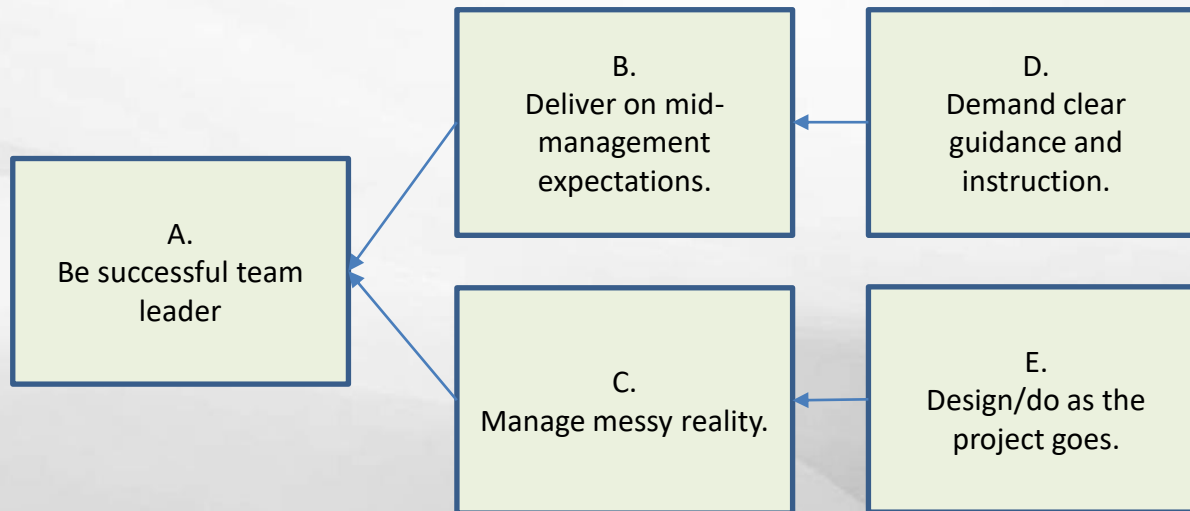 B.
Deliver on mid-
management
expectations.
D.
Demand clear
guidance and
instruction.
A.
Be successful team
leader
C.
Manage messy reality.
E.
Design/do as the
project goes.